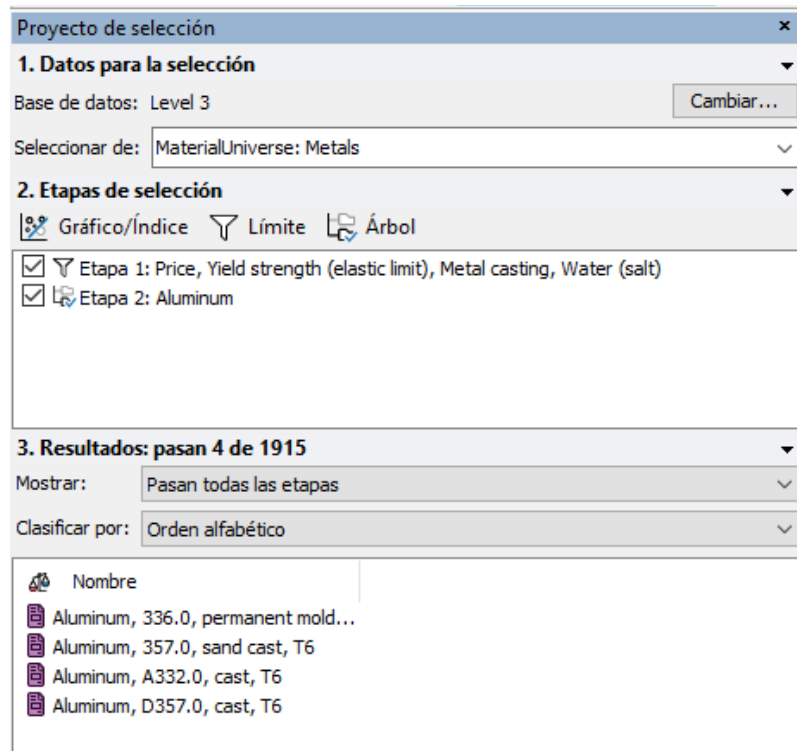 Proyecto de selección ×
1. Datos para la selección
Base de datos: Level 3 Cambiar...
Seleccionar de: MaterialUniverse: Metals
2. Etapas de selección
Gráfico/Índice Límite Árbol
Etapa 1: Price, Yield strength (elastic limit), Metal casting, Water (salt)
Etapa 2: Aluminum
3. Resultados: pasan 4 de 1915
Mostrar: Pasan todas las etapas
Clasificar por: Orden alfabético
Nombre
Aluminum, 336.0, permanent mold...
Aluminum, 357.0, sand cast, T6
Aluminum, A332.0, cast, T6
Aluminum, D357.0, cast, T6